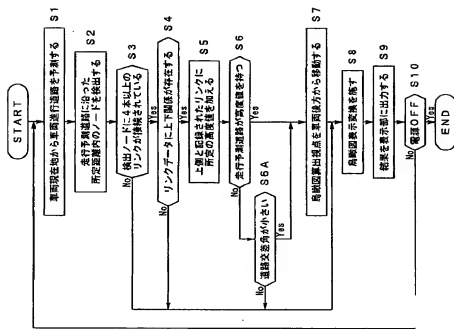 START
車両現在地から車両進行道路を予測する
S1
走行予測道路に沿った
所定距離内のノードを検出する
S2
検出ノードに4本以上の
リンクが接続されている
S3
No
Yes
リンクデータに上下関係が存在する
S4
No
Yes
上側と記録されたリンクに
所定の高度値を加える
S5
走行予測道路が高度値を持つ
S6
No
Yes
道路交差角が小さい
S6A
No
Yes
鳥瞰図算出視点を車両後方から移動する
S7
鳥瞰図表示変換を施す
S8
結果を表示部に出力する
S9
電源OFF
S10
No
Yes
END